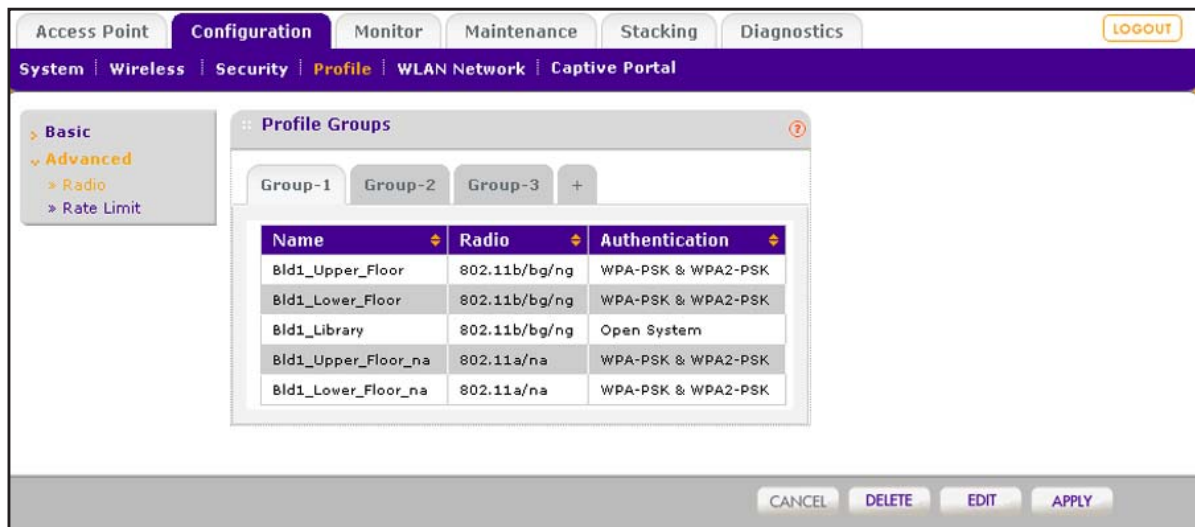 Access Point Configuration Monitor Maintenance Stacking Diagnostics LOGOUT
System Wireless Security Profile WLAN Network Captive Portal
Basic
Advanced
» Radio
» Rate Limit
Profile Groups ?
Group-1 Group-2 Group-3 +
Name Radio Authentication
Bld1_Upper_Floor 802.11b/bg/ng WPA-PSK & WPA2-PSK
Bld1_Lower_Floor 802.11b/bg/ng WPA-PSK & WPA2-PSK
Bld1_Library 802.11b/bg/ng Open System
Bld1_Upper_Floor_na 802.11a/na WPA-PSK & WPA2-PSK
Bld1_Lower_Floor_na 802.11a/na WPA-PSK & WPA2-PSK
CANCEL DELETE EDIT APPLY